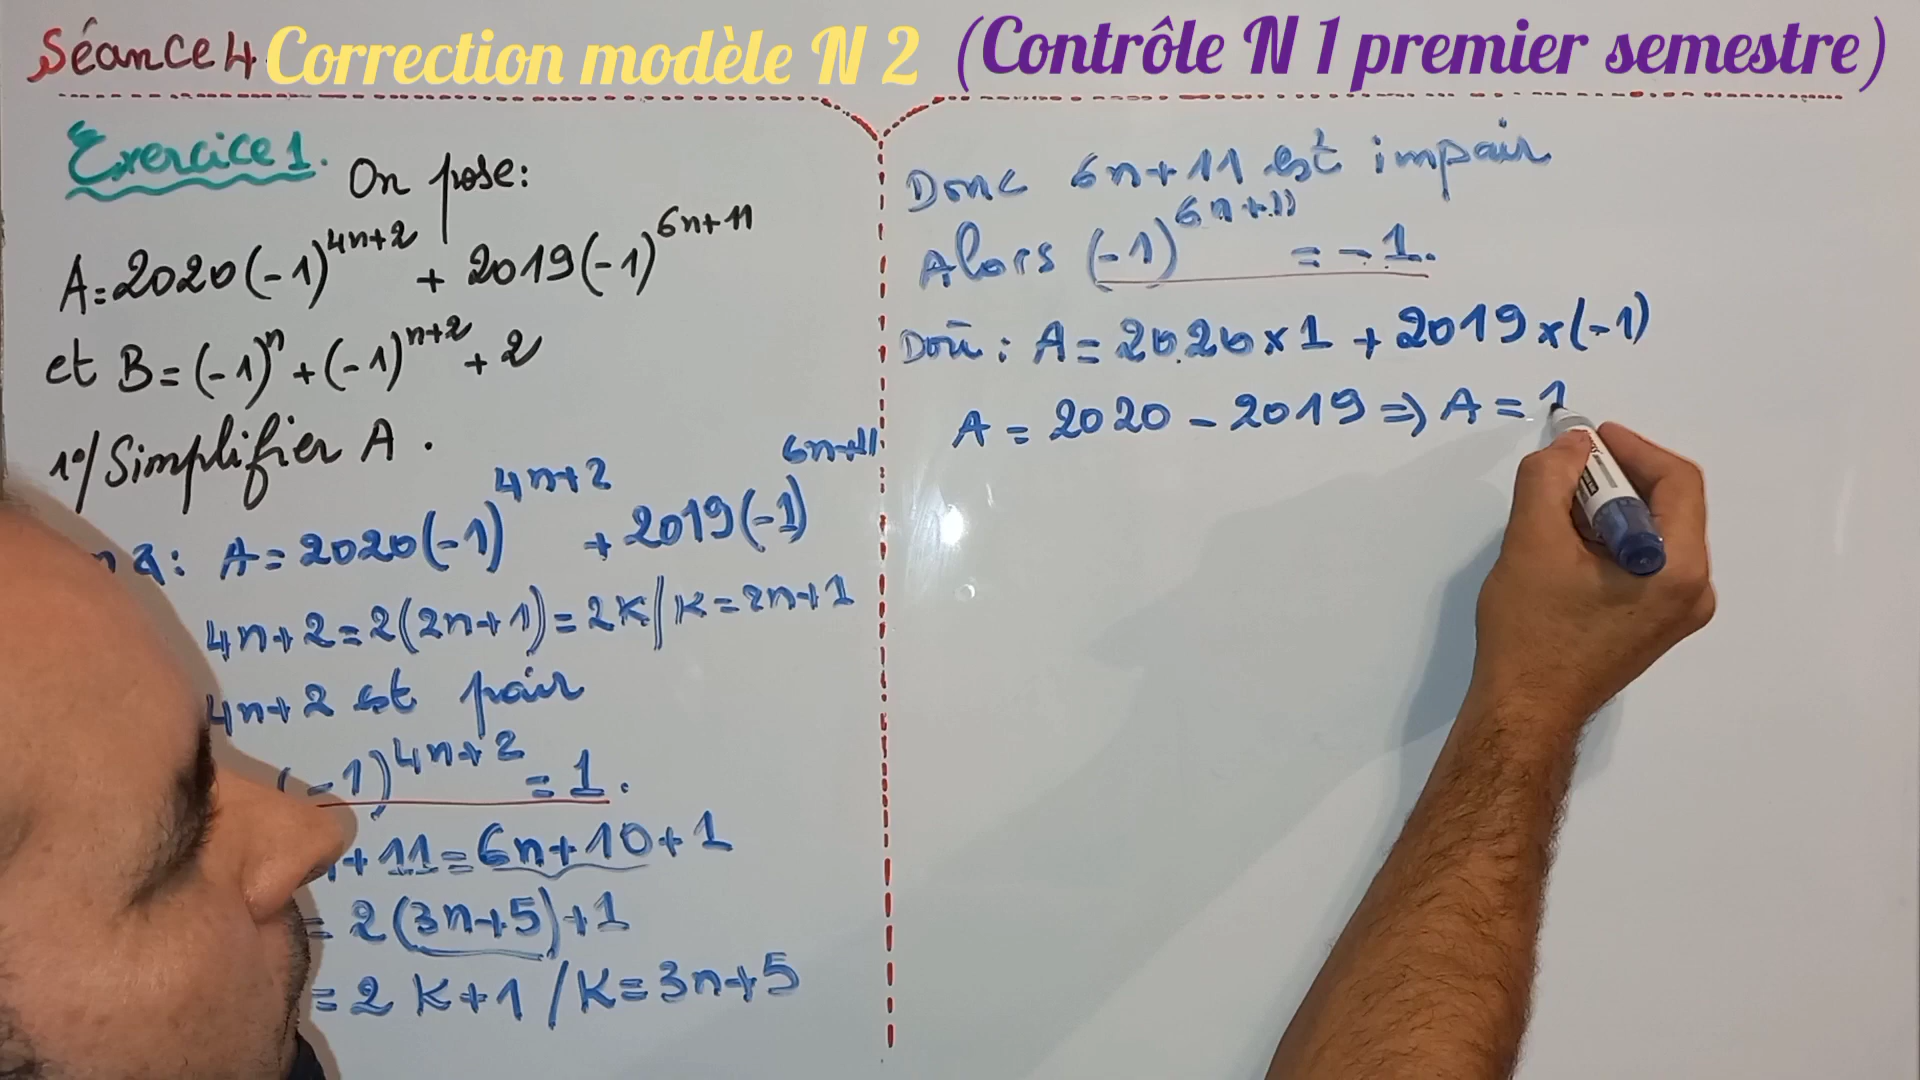 Séance 4 Correction modèle N 2 (Contrôle N 1 premier semestre)
Exercice 1. On pose:
A=2020(-1)^{4n+2} + 2019(-1)^{6n+11}
et B=(-1)^n+(-1)^{n+2}+2
1°/Simplifier A.
A=2020(-1)^{4n+2} + 2019(-1)^{6n+11}
4n+2=2(2n+1)=2K/K=2n+1
4n+2 est pair
(-1)^{4n+2}=1.
+11=6n+10+1
=2(3n+5)+1
=2K+1/K=3n+5
Donc 6n+11 est impair
Alors (-1)^{6n+11}=-1.
Doù: A=2020×1+2019×(-1)
A=2020-2019⇒A=1